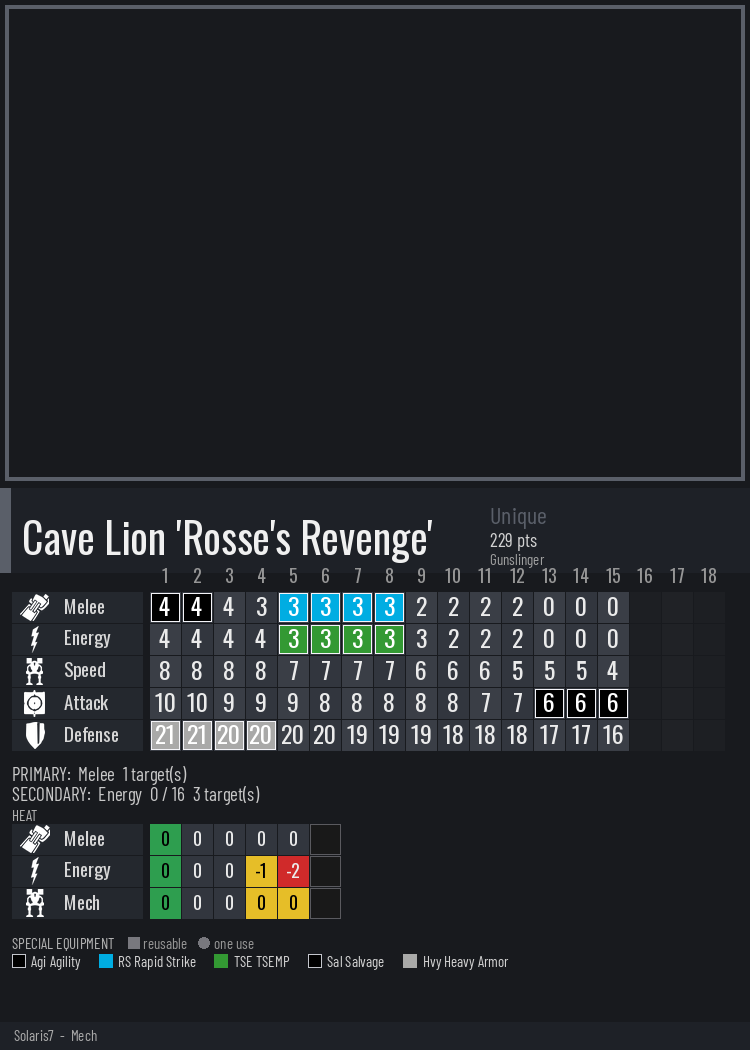 Cave Lion 'Rosse's Revenge'
Unique
229 pts
Gunslinger
1 2 3 4 5 6 7 8 9 10 11 12 13 14 15 16 17 18
Melee 4 4 4 3 3 3 3 3 2 2 2 2 0 0 0
Energy 4 4 4 4 3 3 3 3 3 2 2 2 0 0 0
Speed 8 8 8 8 7 7 7 7 6 6 6 5 5 5 4
Attack 10 10 9 9 9 8 8 8 8 8 7 7 6 6 6
Defense 21 21 20 20 20 20 19 19 19 18 18 18 17 17 16
PRIMARY: Melee 1 target(s)
SECONDARY: Energy 0 / 16 3 target(s)
HEAT
Melee 0 0 0 0 0
Energy 0 0 0 -1 -2
Mech 0 0 0 0 0
SPECIAL EQUIPMENT reusable one use
Agi Agility RS Rapid Strike TSE TSEMP Sal Salvage Hvy Heavy Armor
Solaris7 - Mech